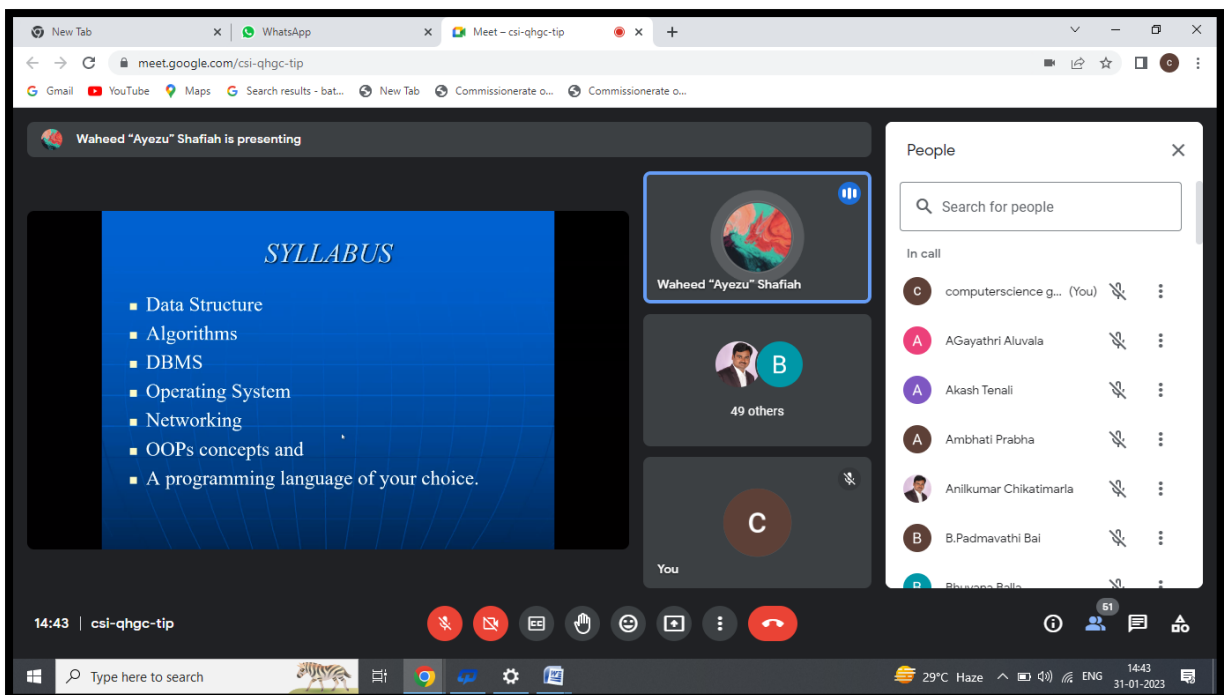 New Tab
WhatsApp
Meet – csi-qhgc-tip
meet.google.com/csi-qhgc-tip
C
Gmail
YouTube
Maps
Search results - bat...
New Tab
Commissionerate o...
Commissionerate o...
Waheed “Ayezu” Shafiah is presenting
SYLLABUS
Data Structure
Algorithms
DBMS
Operating System
Networking
OOPs concepts and
A programming language of your choice.
Waheed “Ayezu” Shafiah
B
49 others
C
You
People
Search for people
In call
C computerscience g... (You)
A AGayathri Aluvala
A Akash Tenali
A Ambhati Prabha
Anilkumar Chikatimarla
B B.Padmavathi Bai
B Bhuvana Balla
14:43 | csi-qhgc-tip
51
Type here to search
29°C Haze
ENG
14:43
31-01-2023